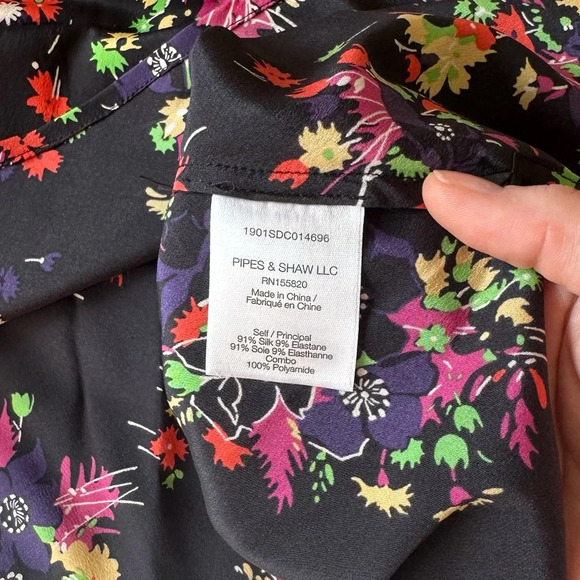 1901SDC014696
PIPES & SHAW LLC
RN155820
Made in China /
Fabriqué en Chine
Self / Principal
91% Silk 9% Elastane
91% Soie 9% Elasthanne
Combo
100% Polyamide